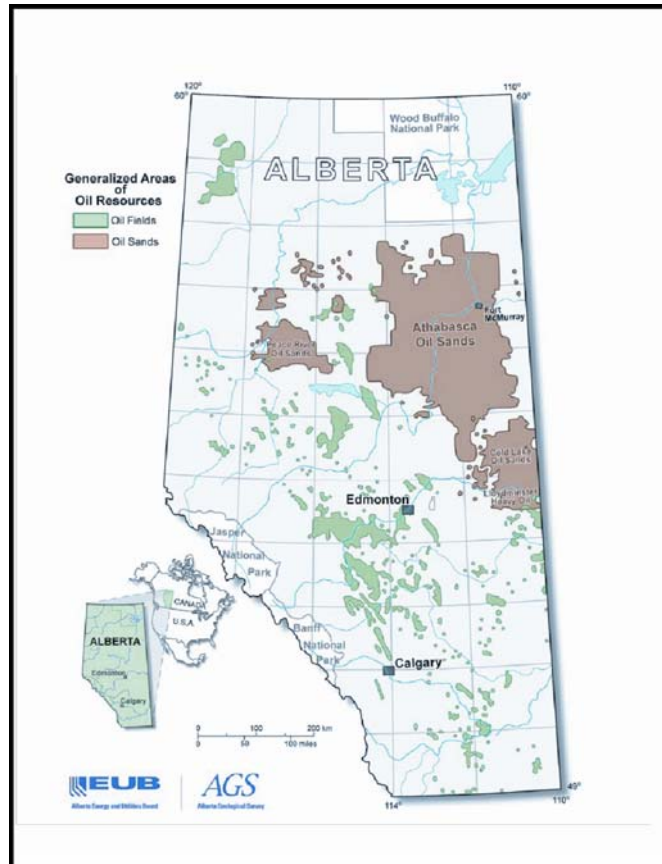 120°
110°
60°
60°
Wood Buffalo
National Park
ALBERTA
Generalized Areas
of
Oil Resources
Oil Fields
Oil Sands
Fort
McMurray
Athabasca
Oil Sands
Peace River
Oil Sands
Cold Lake
Oil Sands
Lloydminster
Heavy Oil
Edmonton
Jasper
National
Park
CANADA
U.S.A.
ALBERTA
Edmonton
Calgary
Banff
National
Park
Calgary
0 100 200 km
0 50 100 miles
EUB
Alberta Energy and Utilities Board
AGS
Alberta Geological Survey
114°
110°
49°